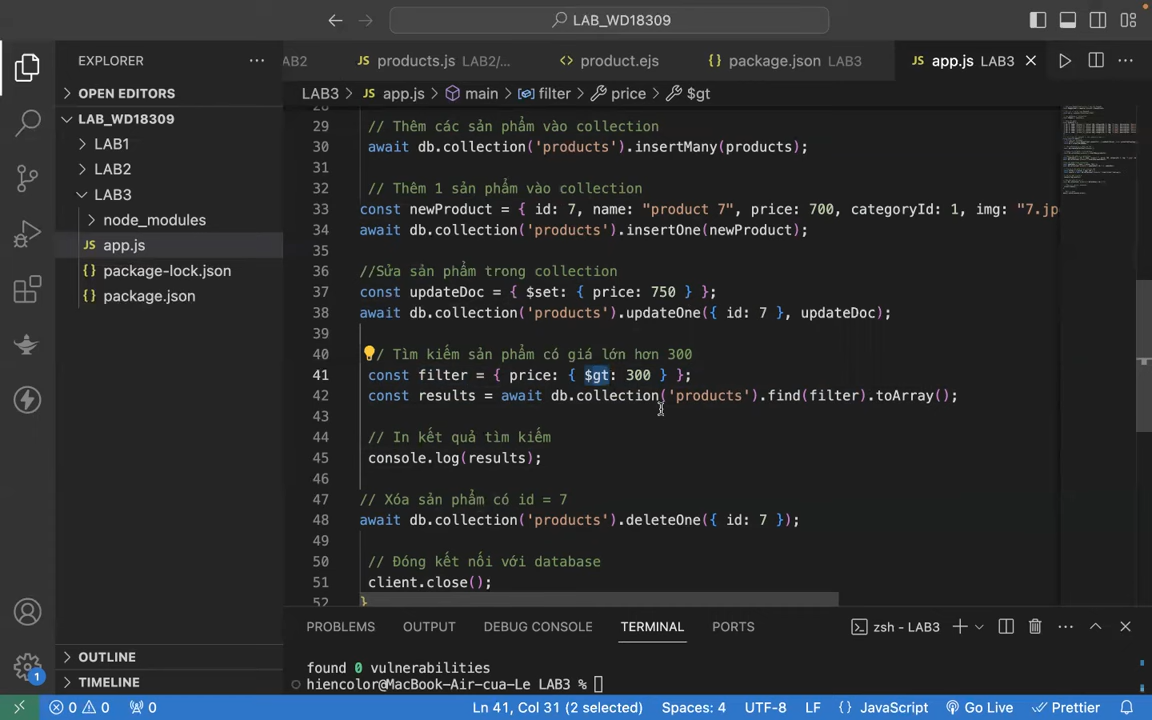 LAB_WD18309
EXPLORER
OPEN EDITORS
LAB_WD18309
LAB1
LAB2
LAB3
node_modules
JS app.js
{} package-lock.json
{} package.json
OUTLINE
TIMELINE
AB2 JS products.js LAB2/... <> product.ejs {} package.json LAB3 JS app.js LAB3
LAB3 > JS app.js > main > filter > price > $gt
28
29 // Thêm các sản phẩm vào collection
30 await db.collection('products').insertMany(products);
31
32 // Thêm 1 sản phẩm vào collection
33 const newProduct = { id: 7, name: "product 7", price: 700, categoryId: 1, img: "7.jp
34 await db.collection('products').insertOne(newProduct);
35
36 //Sửa sản phẩm trong collection
37 const updateDoc = { $set: { price: 750 } };
38 await db.collection('products').updateOne({ id: 7 }, updateDoc);
39
40 / Tìm kiếm sản phẩm có giá lớn hơn 300
41 const filter = { price: { $gt: 300 } };
42 const results = await db.collection('products').find(filter).toArray();
43
44 // In kết quả tìm kiếm
45 console.log(results);
46
47 // Xóa sản phẩm có id = 7
48 await db.collection('products').deleteOne({ id: 7 });
49
50 // Đóng kết nối với database
51 client.close();
52 }
PROBLEMS OUTPUT DEBUG CONSOLE TERMINAL PORTS zsh - LAB3
found 0 vulnerabilities
hiencolor@MacBook-Air-cua-Le LAB3 %
1
0 0 0 Ln 41, Col 31 (2 selected) Spaces: 4 UTF-8 LF {} JavaScript Go Live Prettier